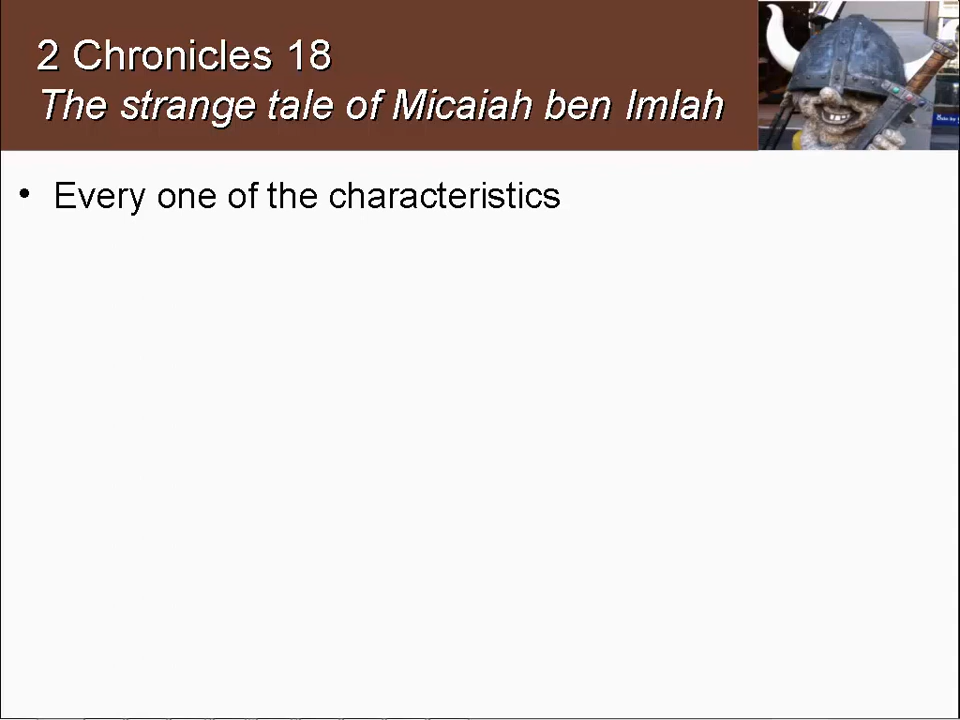 2 Chronicles 18
The strange tale of Micaiah ben Imlah
• Every one of the characteristics